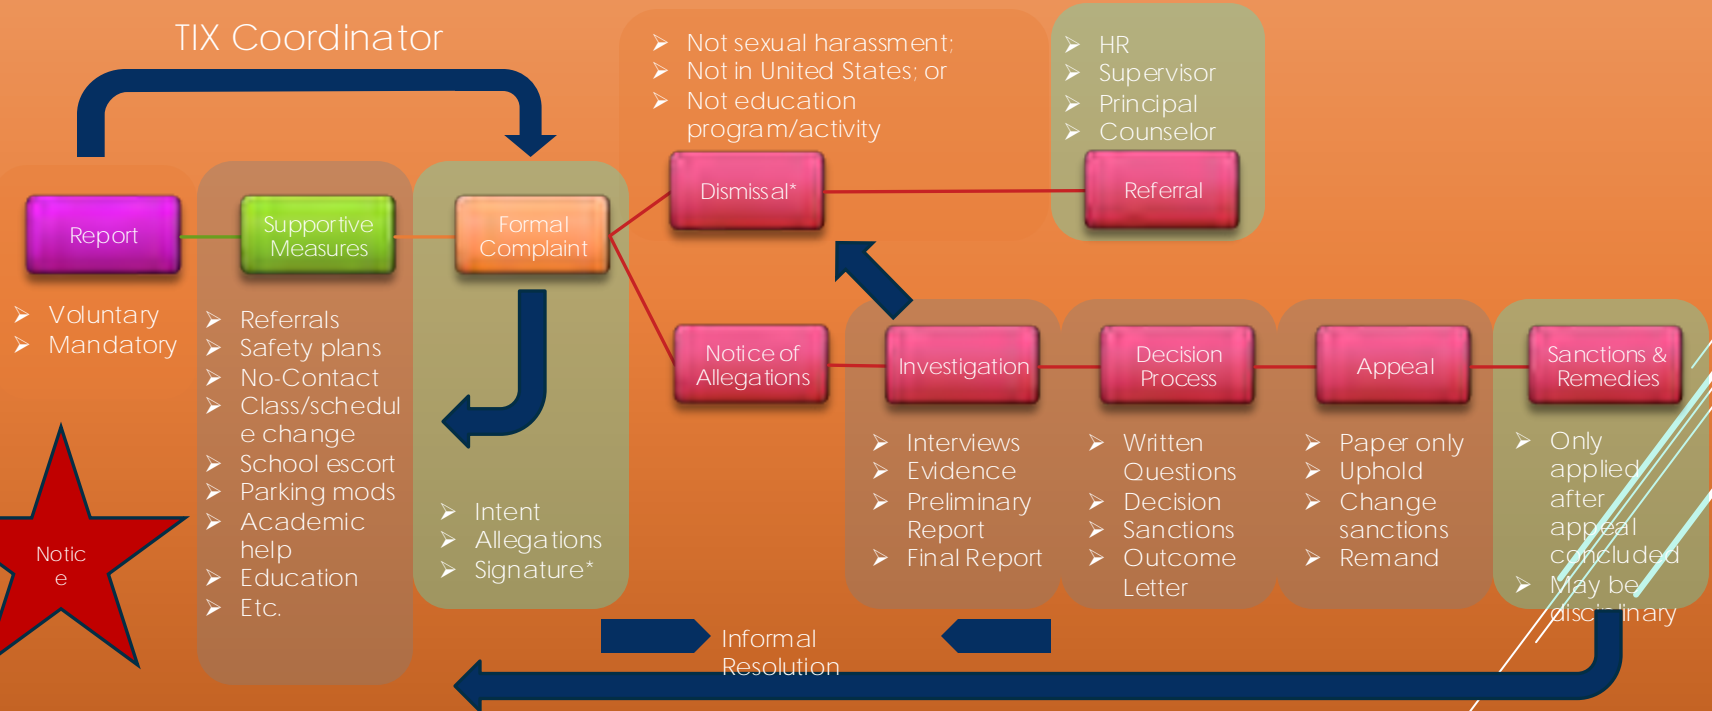 TIX Coordinator
Not sexual harassment;
Not in United States; or
Not education
program/activity
HR
Supervisor
Principal
Counselor
Dismissal*
Referral
Report
Supportive
Measures
Formal
Complaint
Voluntary
Mandatory
Referrals
Safety plans
No-Contact
Class/schedul
e change
School escort
Parking mods
Academic
help
Education
Etc.
Intent
Allegations
Signature*
Notice of
Allegations
Investigation
Decision
Process
Appeal
Sanctions &
Remedies
Interviews
Evidence
Preliminary
Report
Final Report
Written
Questions
Decision
Sanctions
Outcome
Letter
Paper only
Uphold
Change
sanctions
Remand
Only
applied
after
appeal
concluded
May be
disciplinary
Notic
e
Informal
Resolution